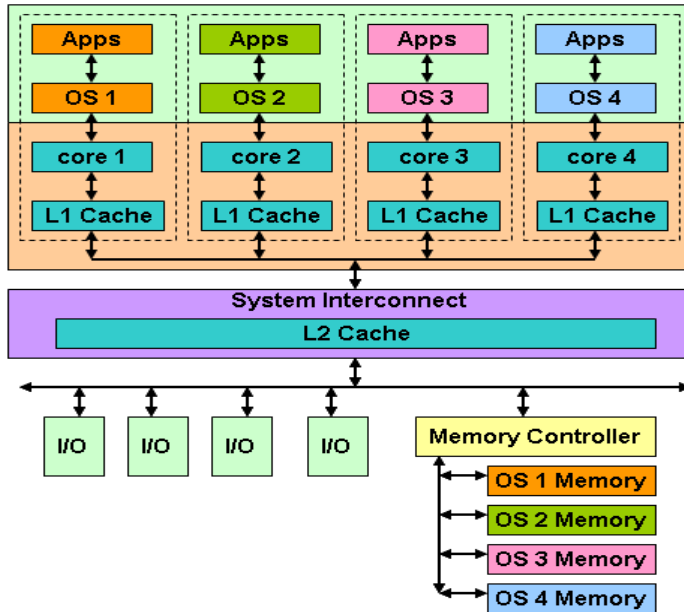 Apps Apps Apps Apps
OS 1 OS 2 OS 3 OS 4
core 1 core 2 core 3 core 4
L1 Cache L1 Cache L1 Cache L1 Cache
System Interconnect
L2 Cache
I/O I/O I/O I/O
Memory Controller
OS 1 Memory
OS 2 Memory
OS 3 Memory
OS 4 Memory